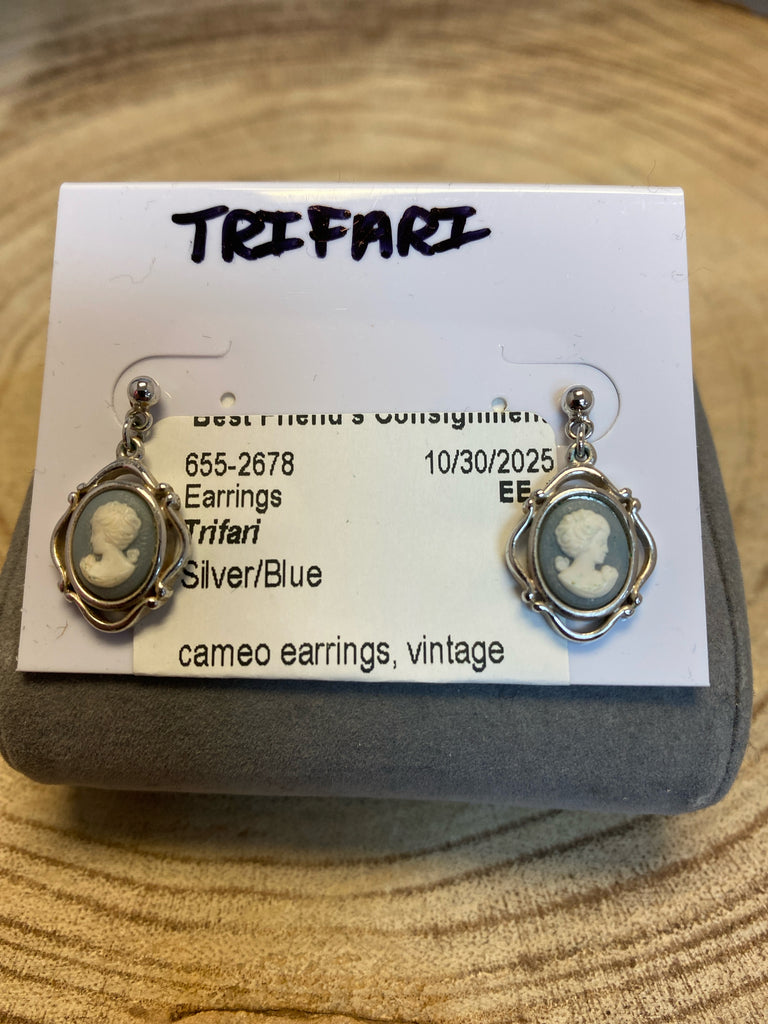 TRIFARI
Best Friend's Consignment
655-2678 10/30/2025
Earrings EE
Trifari
Silver/Blue
cameo earrings, vintage